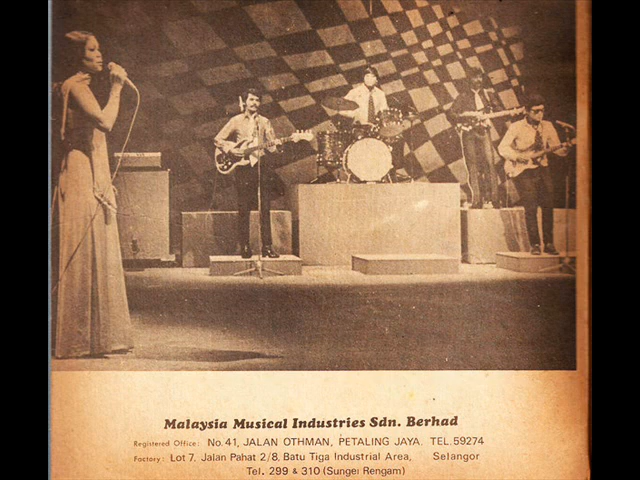 Malaysia Musical Industries Sdn. Berhad
Registered Office: No. 41, JALAN OTHMAN, PETALING JAYA. TEL. 59274
Factory: Lot 7, Jalan Pahat 2/8, Batu Tiga Industrial Area, Selangor
Tel. 299 & 310 (Sungei Rengam)